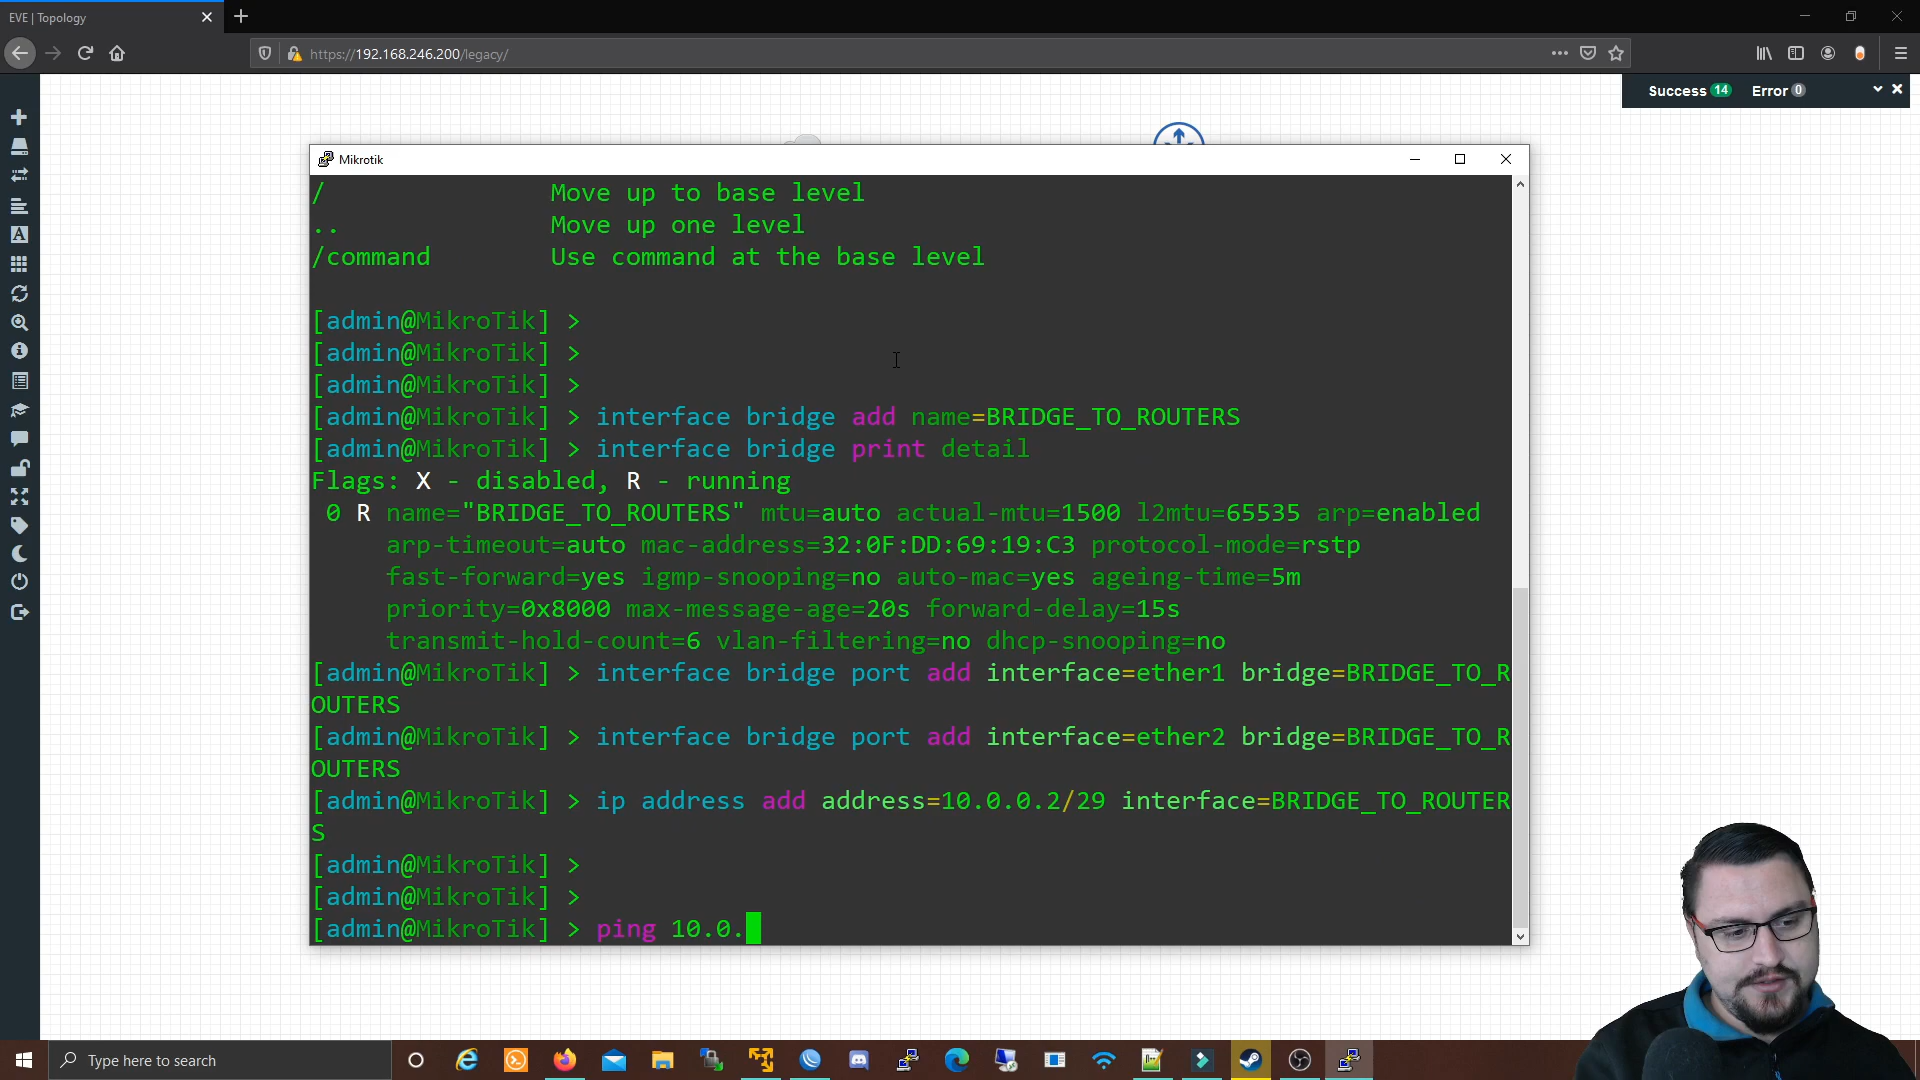 EVE | Topology
https://192.168.246.200/legacy/
Success 14 Error 0
Mikrotik
/ Move up to base level
.. Move up one level
/command Use command at the base level
[admin@MikroTik] >
[admin@MikroTik] >
[admin@MikroTik] >
[admin@MikroTik] > interface bridge add name=BRIDGE_TO_ROUTERS
[admin@MikroTik] > interface bridge print detail
Flags: X - disabled, R - running
0 R name="BRIDGE_TO_ROUTERS" mtu=auto actual-mtu=1500 l2mtu=65535 arp=enabled
arp-timeout=auto mac-address=32:0F:DD:69:19:C3 protocol-mode=rstp
fast-forward=yes igmp-snooping=no auto-mac=yes ageing-time=5m
priority=0x8000 max-message-age=20s forward-delay=15s
transmit-hold-count=6 vlan-filtering=no dhcp-snooping=no
[admin@MikroTik] > interface bridge port add interface=ether1 bridge=BRIDGE_TO_R
OUTERS
[admin@MikroTik] > interface bridge port add interface=ether2 bridge=BRIDGE_TO_R
OUTERS
[admin@MikroTik] > ip address add address=10.0.0.2/29 interface=BRIDGE_TO_ROUTER
S
[admin@MikroTik] >
[admin@MikroTik] >
[admin@MikroTik] > ping 10.0.
Type here to search